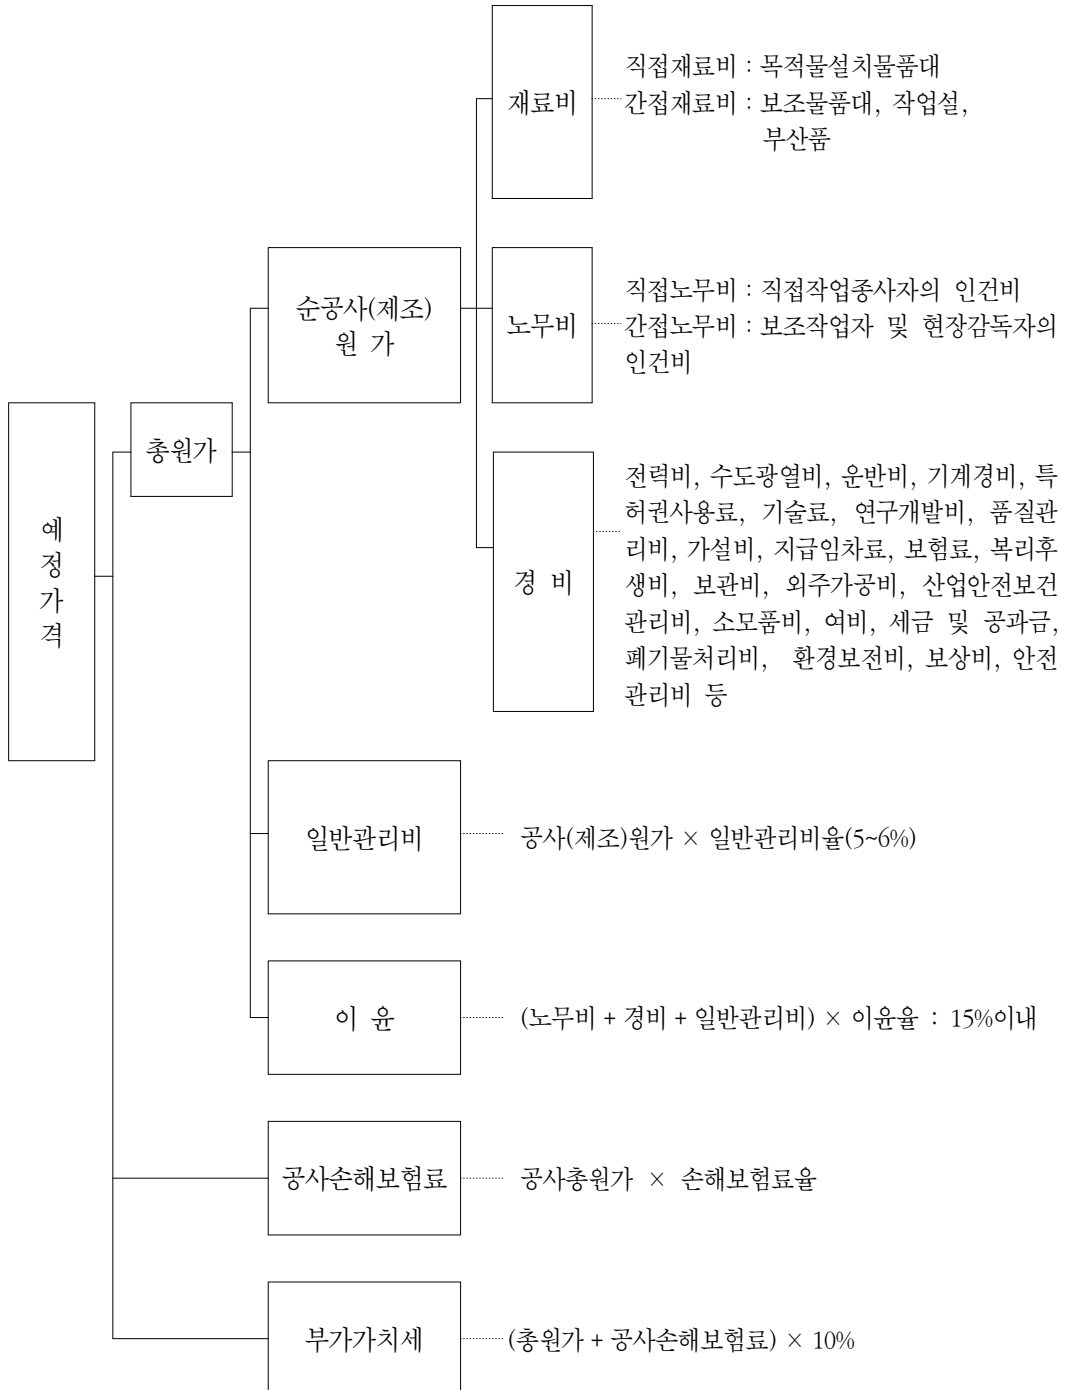 재료비
직접재료비 : 목적물설치물품대
간접재료비 : 보조물품대, 작업설,
부산품
순공사(제조)
원 가
노무비
직접노무비 : 직접작업종사자의 인건비
간접노무비 : 보조작업자 및 현장감독자의
인건비
예
정
가
격
총원가
경 비
전력비, 수도광열비, 운반비, 기계경비, 특
허권사용료, 기술료, 연구개발비, 품질관
리비, 가설비, 지급임차료, 보험료, 복리후
생비, 보관비, 외주가공비, 산업안전보건
관리비, 소모품비, 여비, 세금 및 공과금,
폐기물처리비, 환경보전비, 보상비, 안전
관리비 등
일반관리비
공사(제조)원가 × 일반관리비율(5~6%)
이 윤
(노무비 + 경비 + 일반관리비) × 이윤율 : 15%이내
공사손해보험료
공사총원가 × 손해보험료율
부가가치세
(총원가 + 공사손해보험료) × 10%